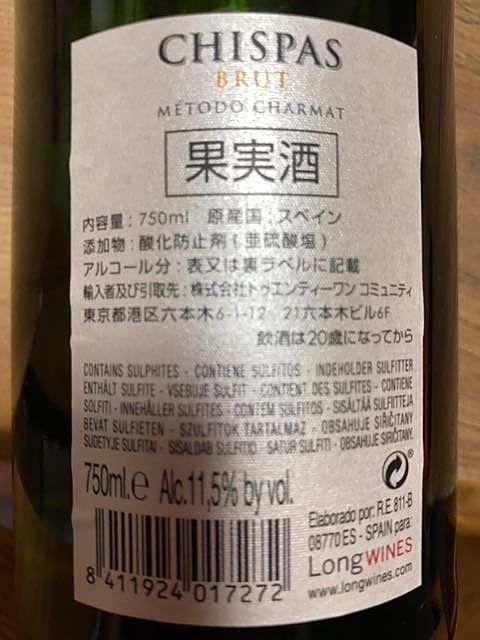 CHISPAS
BRUT
MÉTODO CHARMAT
果実酒
内容量：750ml 原産国：スペイン
添加物：酸化防止剤（亜硫酸塩）
アルコール分：表又は裏ラベルに記載
輸入者及び引取先：株式会社トゥエンティーワン コミュニティ
東京都港区六本木6-1-12 21六本木ビル6F
飲酒は20歳になってから
CONTAINS SULPHITES - CONTIENE SULFITOS - INDEHOLDER SULFITTER
ENTHÄLT SULFITE - VSEBUJE SULFIT - CONTIENT DES SULFITES - CONTIENE
SOLFITI - INNEHÅLLER SULFITES - CONTÉM SULFITOS - SISÄLTÄÄ SULFITTEJA
BEVAT SULFIETEN - SZULFITOK TARTALMAZ - OBSAHUJE SIŘIČITANY
SUDĖTYJE SULFITAI - SISALDAB SULFITID - SATUR SULFITI - OBSAHUJE SIRIČITANY.
750ml.e Alc.11,5% by vol.
Elaborado por: R.E. 811-B
08770 ES - SPAIN para:
LongWINES
www.longwines.com
8 411924 017272